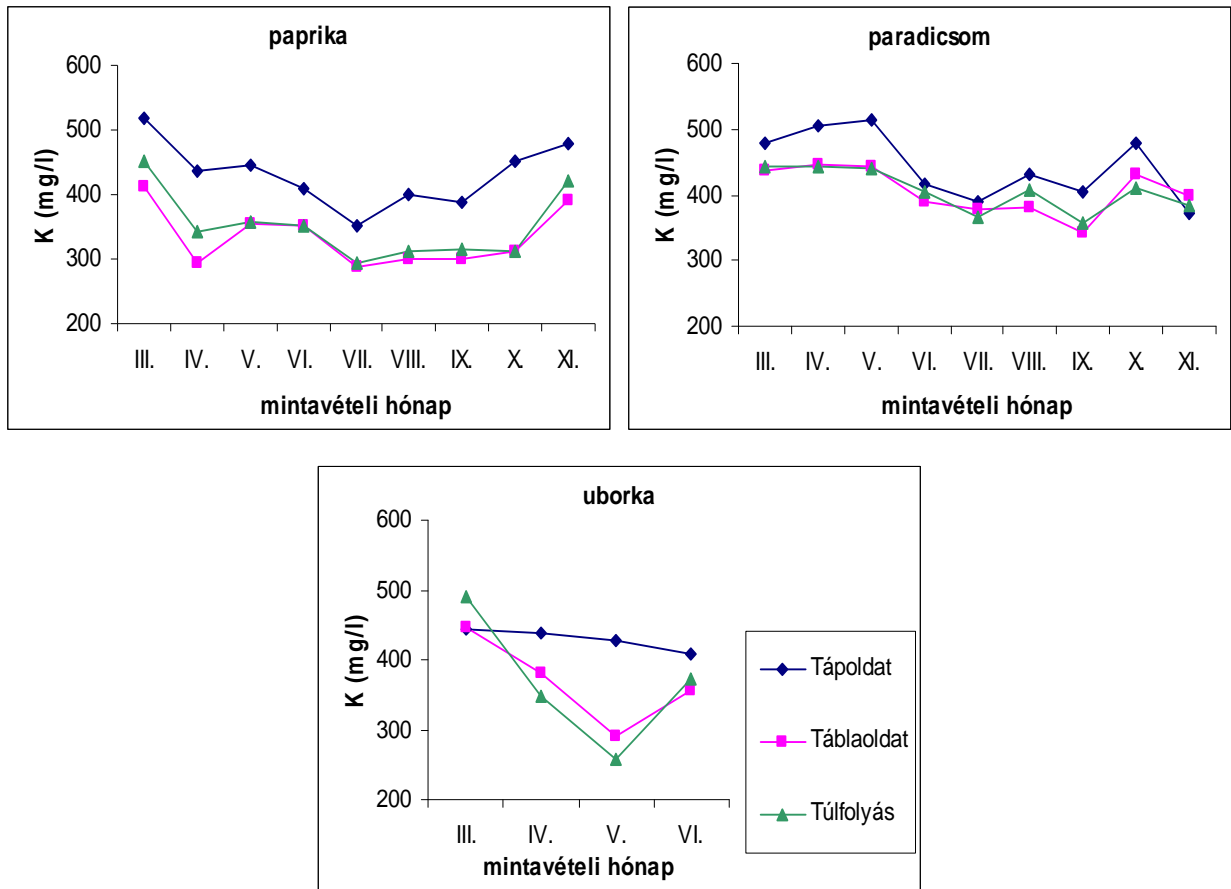 paprika
600
500
400
300
200
K (mg/l)
III. IV. V. VI. VII. VIII. IX. X. XI.
mintavételi hónap
paradicsom
600
500
400
300
200
K (mg/l)
III. IV. V. VI. VII. VIII. IX. X. XI.
mintavételi hónap
uborka
600
500
400
300
200
K (mg/l)
III. IV. V. VI.
mintavételi hónap
Tápoldat
Táblaoldat
Túlfolyás